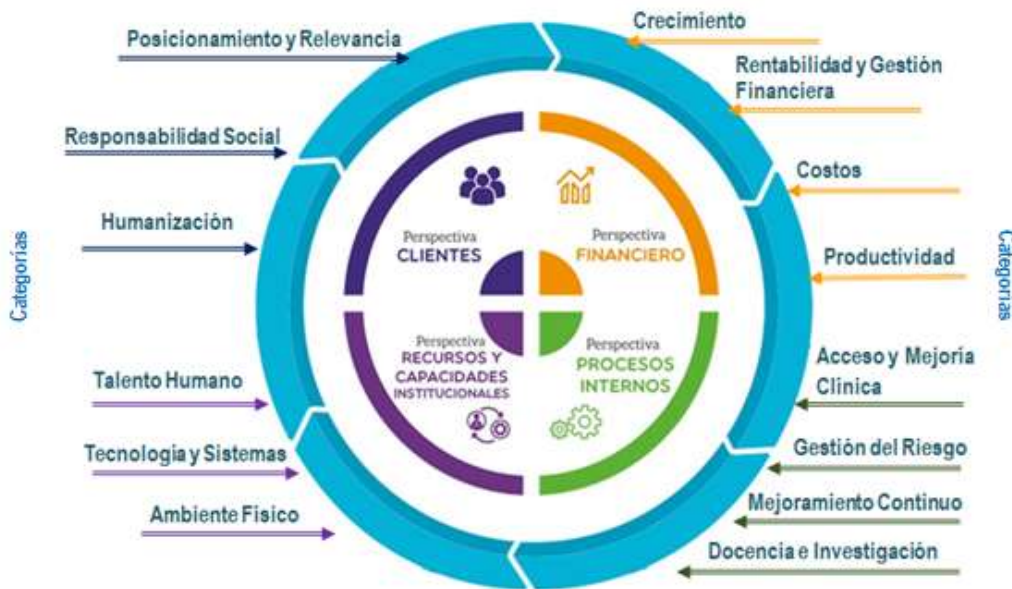 Posicionamiento y Relevancia
Responsabilidad Social
Humanización
Categorías
Talento Humano
Tecnología y Sistemas
Ambiente Fisico
Perspectiva
CLIENTES
Perspectiva
FINANCIERO
Perspectiva
RECURSOS Y
CAPACIDADES
INSTITUCIONALES
Perspectiva
PROCESOS
INTERNOS
Crecimiento
Rentabilidad y Gestión
Financiera
Costos
Productividad
Categorías
Acceso y Mejoría
Clínica
Gestión del Riesgo
Mejoramiento Continuo
Docencia e Investigación